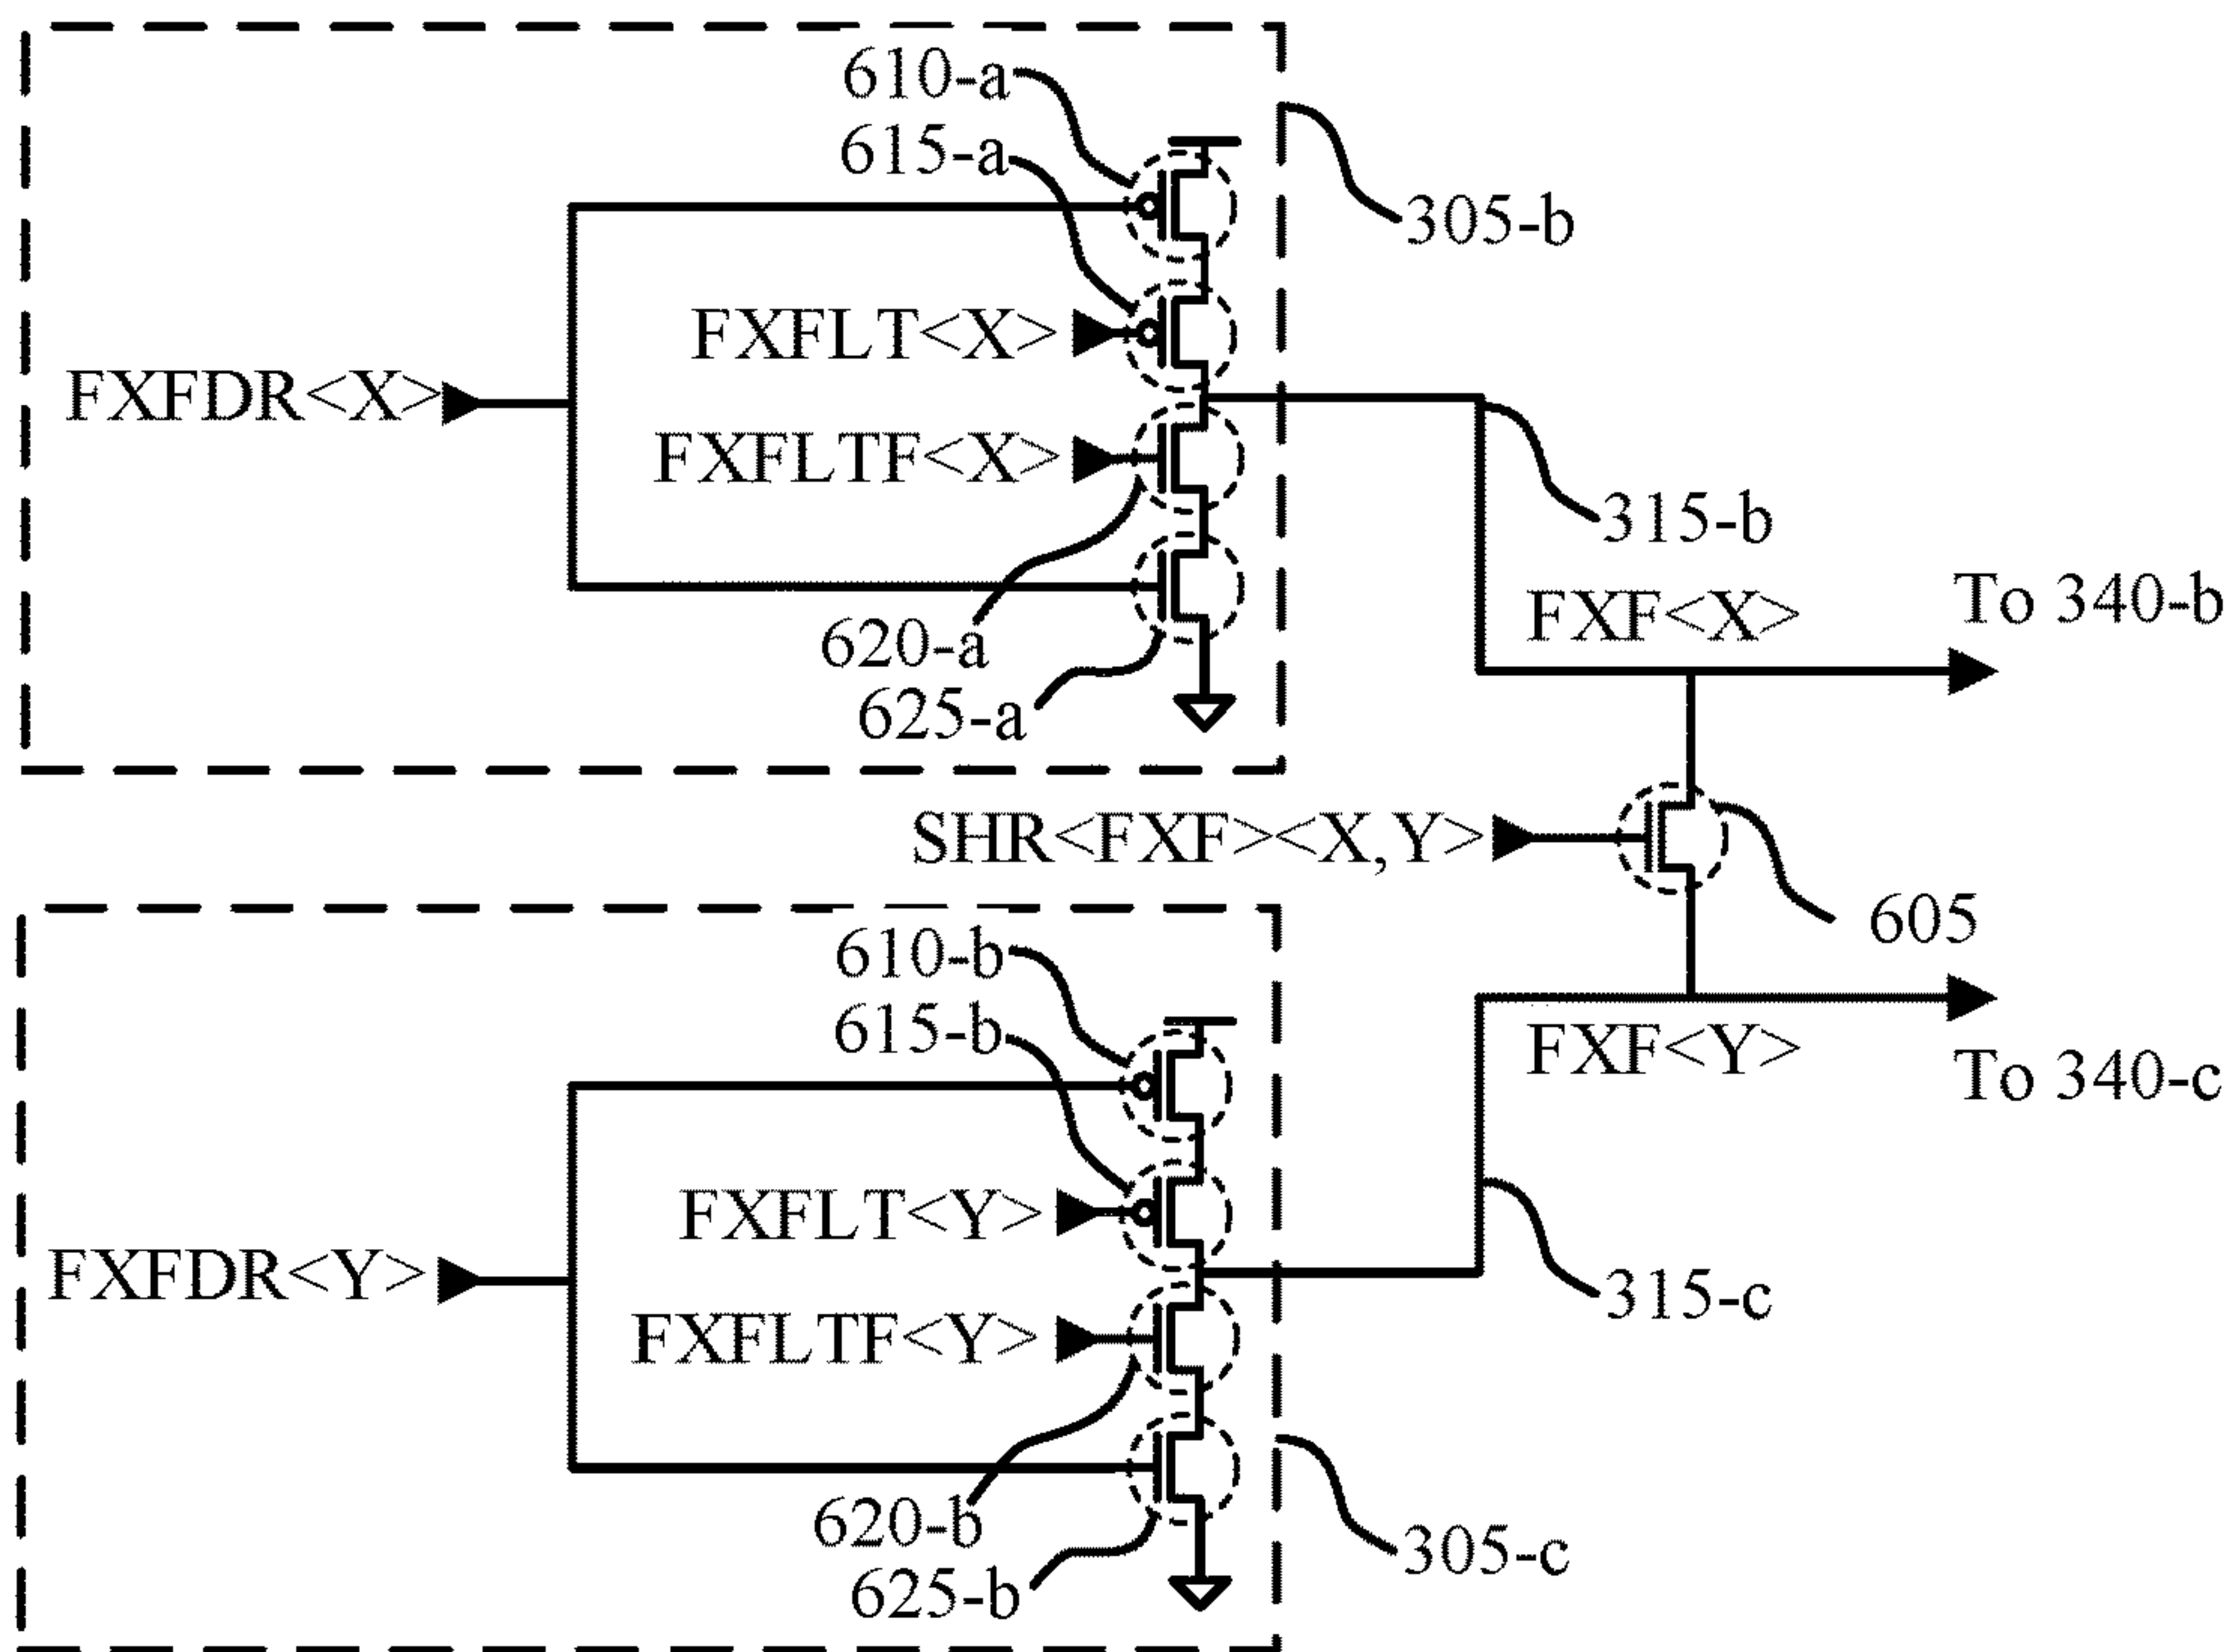 610-a
615-a
305-b
FXFLT<X>
FXFDR<X>
FXFLTF<X>
315-b
FXF<X>
To 340-b
620-a
625-a
SHR<FXF><X,Y>
605
610-b
615-b
FXF<Y>
To 340-c
FXFLT<Y>
FXFDR<Y>
315-c
FXFLTF<Y>
620-b
305-c
625-b